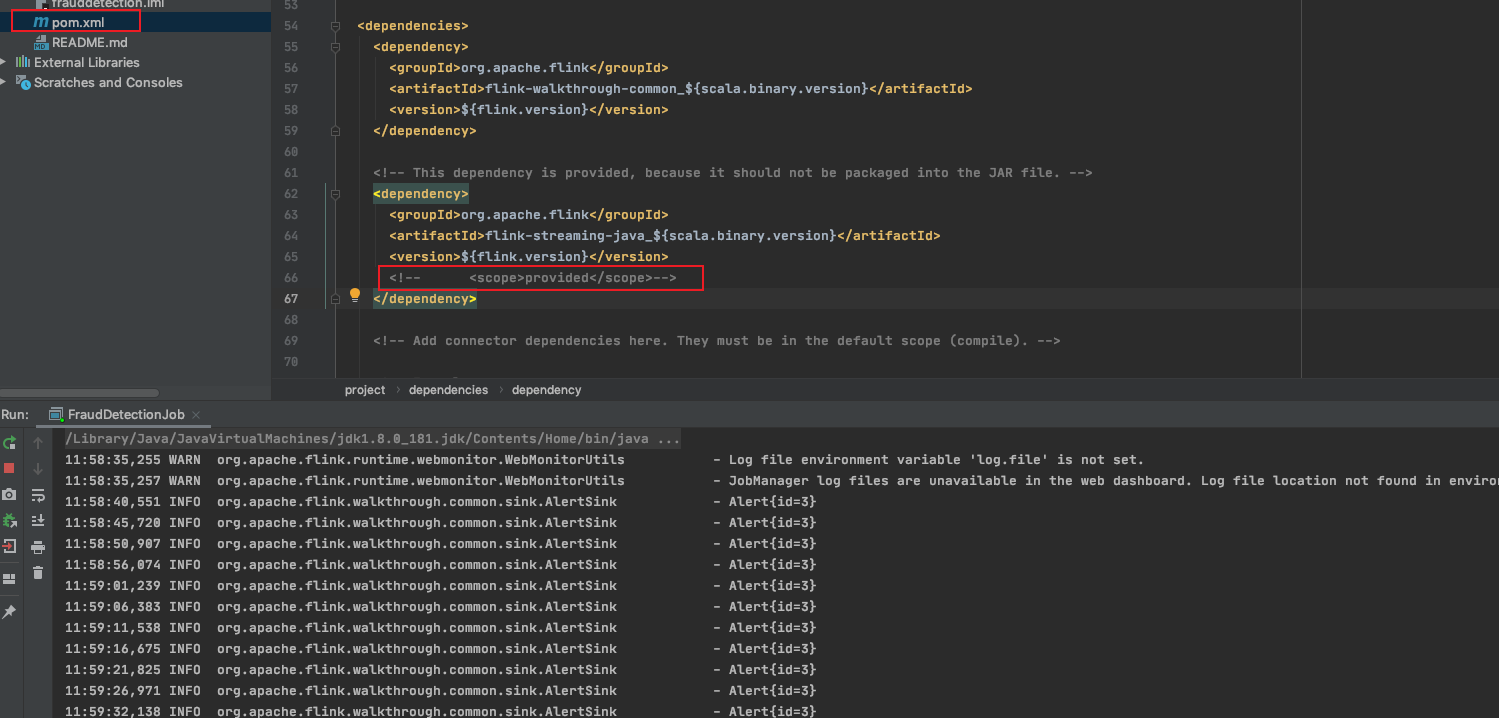 frauddetection.iml
pom.xml
README.md
External Libraries
Scratches and Consoles
53
54 <dependencies>
55 <dependency>
56 <groupId>org.apache.flink</groupId>
57 <artifactId>flink-walkthrough-common_${scala.binary.version}</artifactId>
58 <version>${flink.version}</version>
59 </dependency>
60
61 <!-- This dependency is provided, because it should not be packaged into the JAR file. -->
62 <dependency>
63 <groupId>org.apache.flink</groupId>
64 <artifactId>flink-streaming-java_${scala.binary.version}</artifactId>
65 <version>${flink.version}</version>
66 <!-- <scope>provided</scope>-->
67 </dependency>
68
69 <!-- Add connector dependencies here. They must be in the default scope (compile). -->
70
project › dependencies › dependency
Run: FraudDetectionJob ×
/Library/Java/JavaVirtualMachines/jdk1.8.0_181.jdk/Contents/Home/bin/java ...
11:58:35,255 WARN org.apache.flink.runtime.webmonitor.WebMonitorUtils - Log file environment variable 'log.file' is not set.
11:58:35,257 WARN org.apache.flink.runtime.webmonitor.WebMonitorUtils - JobManager log files are unavailable in the web dashboard. Log file location not found in enviro
11:58:40,551 INFO org.apache.flink.walkthrough.common.sink.AlertSink - Alert{id=3}
11:58:45,720 INFO org.apache.flink.walkthrough.common.sink.AlertSink - Alert{id=3}
11:58:50,907 INFO org.apache.flink.walkthrough.common.sink.AlertSink - Alert{id=3}
11:58:56,074 INFO org.apache.flink.walkthrough.common.sink.AlertSink - Alert{id=3}
11:59:01,239 INFO org.apache.flink.walkthrough.common.sink.AlertSink - Alert{id=3}
11:59:06,383 INFO org.apache.flink.walkthrough.common.sink.AlertSink - Alert{id=3}
11:59:11,538 INFO org.apache.flink.walkthrough.common.sink.AlertSink - Alert{id=3}
11:59:16,675 INFO org.apache.flink.walkthrough.common.sink.AlertSink - Alert{id=3}
11:59:21,825 INFO org.apache.flink.walkthrough.common.sink.AlertSink - Alert{id=3}
11:59:26,971 INFO org.apache.flink.walkthrough.common.sink.AlertSink - Alert{id=3}
11:59:32,138 INFO org.apache.flink.walkthrough.common.sink.AlertSink - Alert{id=3}